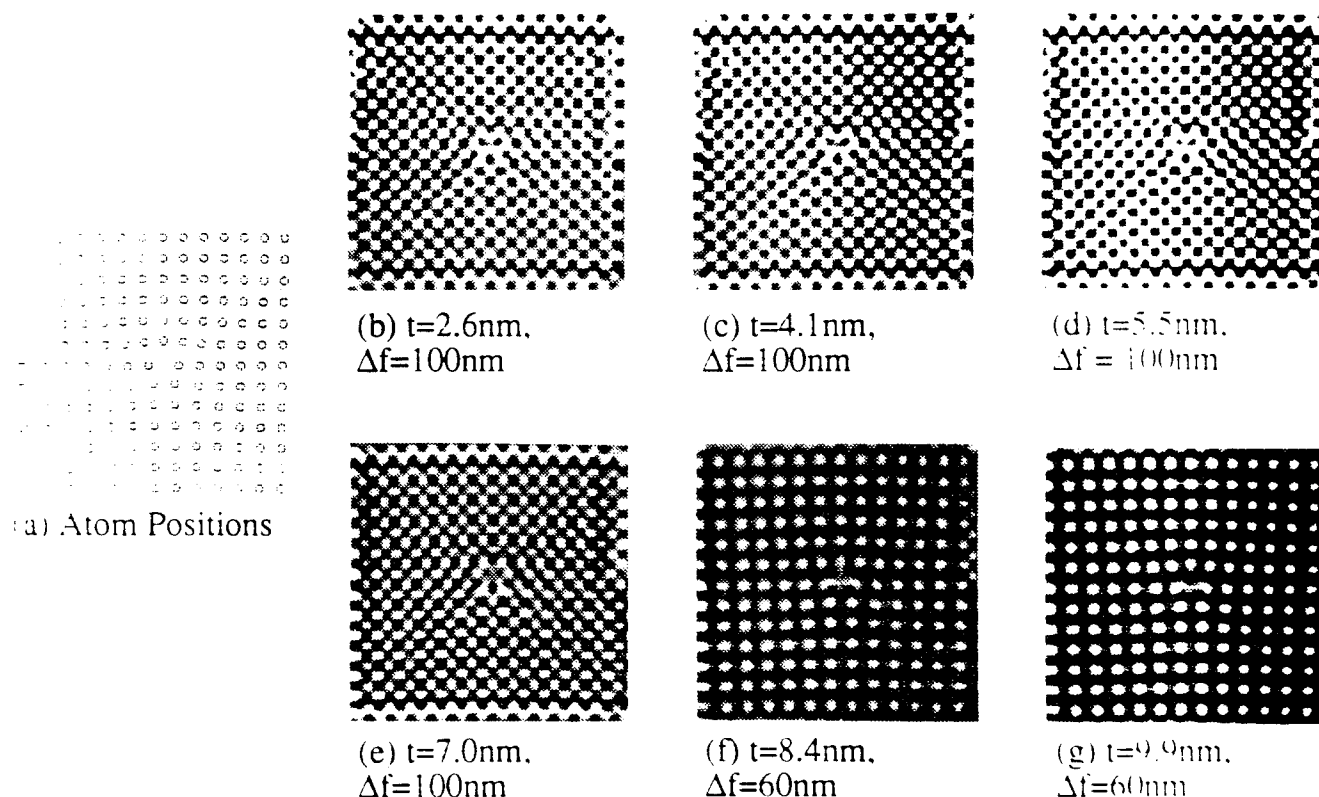 (b) t=2.6nm,
Δf=100nm
(c) t=4.1nm,
Δf=100nm
(d) t=5.5nm,
Δf = 100nm
(a) Atom Positions
(e) t=7.0nm,
Δf=100nm
(f) t=8.4nm,
Δf=60nm
(g) t=9.9nm,
Δf=60nm